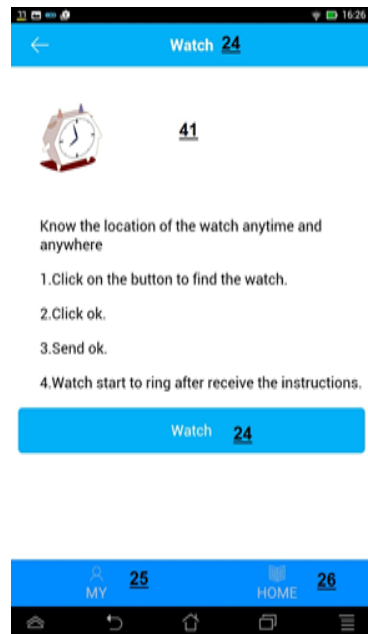 16:26
Watch 24
41
Know the location of the watch anytime and
anywhere
1.Click on the button to find the watch.
2.Click ok.
3.Send ok.
4.Watch start to ring after receive the instructions.
Watch 24
MY 25
HOME 26